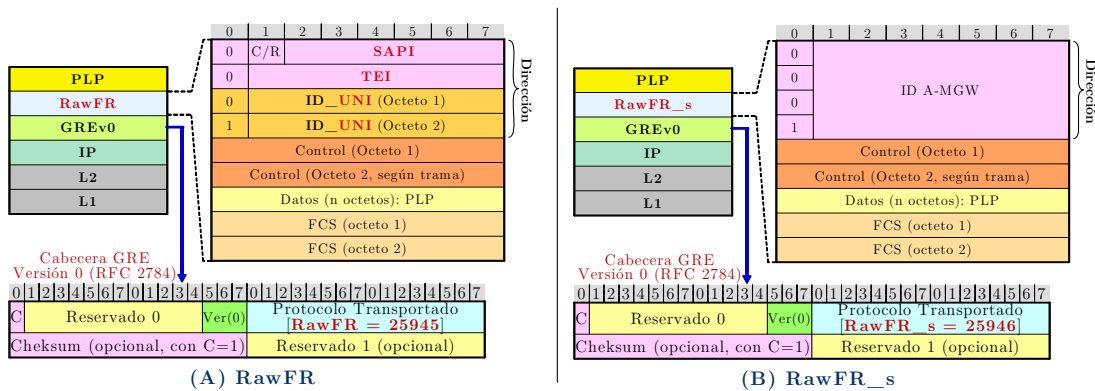 0 1 2 3 4 5 6 7
0 C/R SAPI
0 TEI
0 ID_UNI (Octeto 1)
1 ID_UNI (Octeto 2)
Control (Octeto 1)
Control (Octeto 2, según trama)
Datos (n octetos): PLP
FCS (octeto 1)
FCS (octeto 2)
Dirección
PLP
RawFR
GREv0
IP
L2
L1
Cabecera GRE
Versión 0 (RFC 2784)
0 1 2 3 4 5 6 7 0 1 2 3 4 5 6 7 0 1 2 3 4 5 6 7 0 1 2 3 4 5 6 7
C Reservado 0 Ver(0) Protocolo Transportado
[RawFR = 25945]
Cheksum (opcional, con C=1) Reservado 1 (opcional)
(A) RawFR
0 1 2 3 4 5 6 7
0
0
0
1
ID A-MGW
Control (Octeto 1)
Control (Octeto 2, según trama)
Datos (n octetos): PLP
FCS (octeto 1)
FCS (octeto 2)
Dirección
PLP
RawFR_s
GREv0
IP
L2
L1
Cabecera GRE
Versión 0 (RFC 2784)
0 1 2 3 4 5 6 7 0 1 2 3 4 5 6 7 0 1 2 3 4 5 6 7 0 1 2 3 4 5 6 7
C Reservado 0 Ver(0) Protocolo Transportado
[RawFR_s = 25946]
Cheksum (opcional, con C=1) Reservado 1 (opcional)
(B) RawFR_s